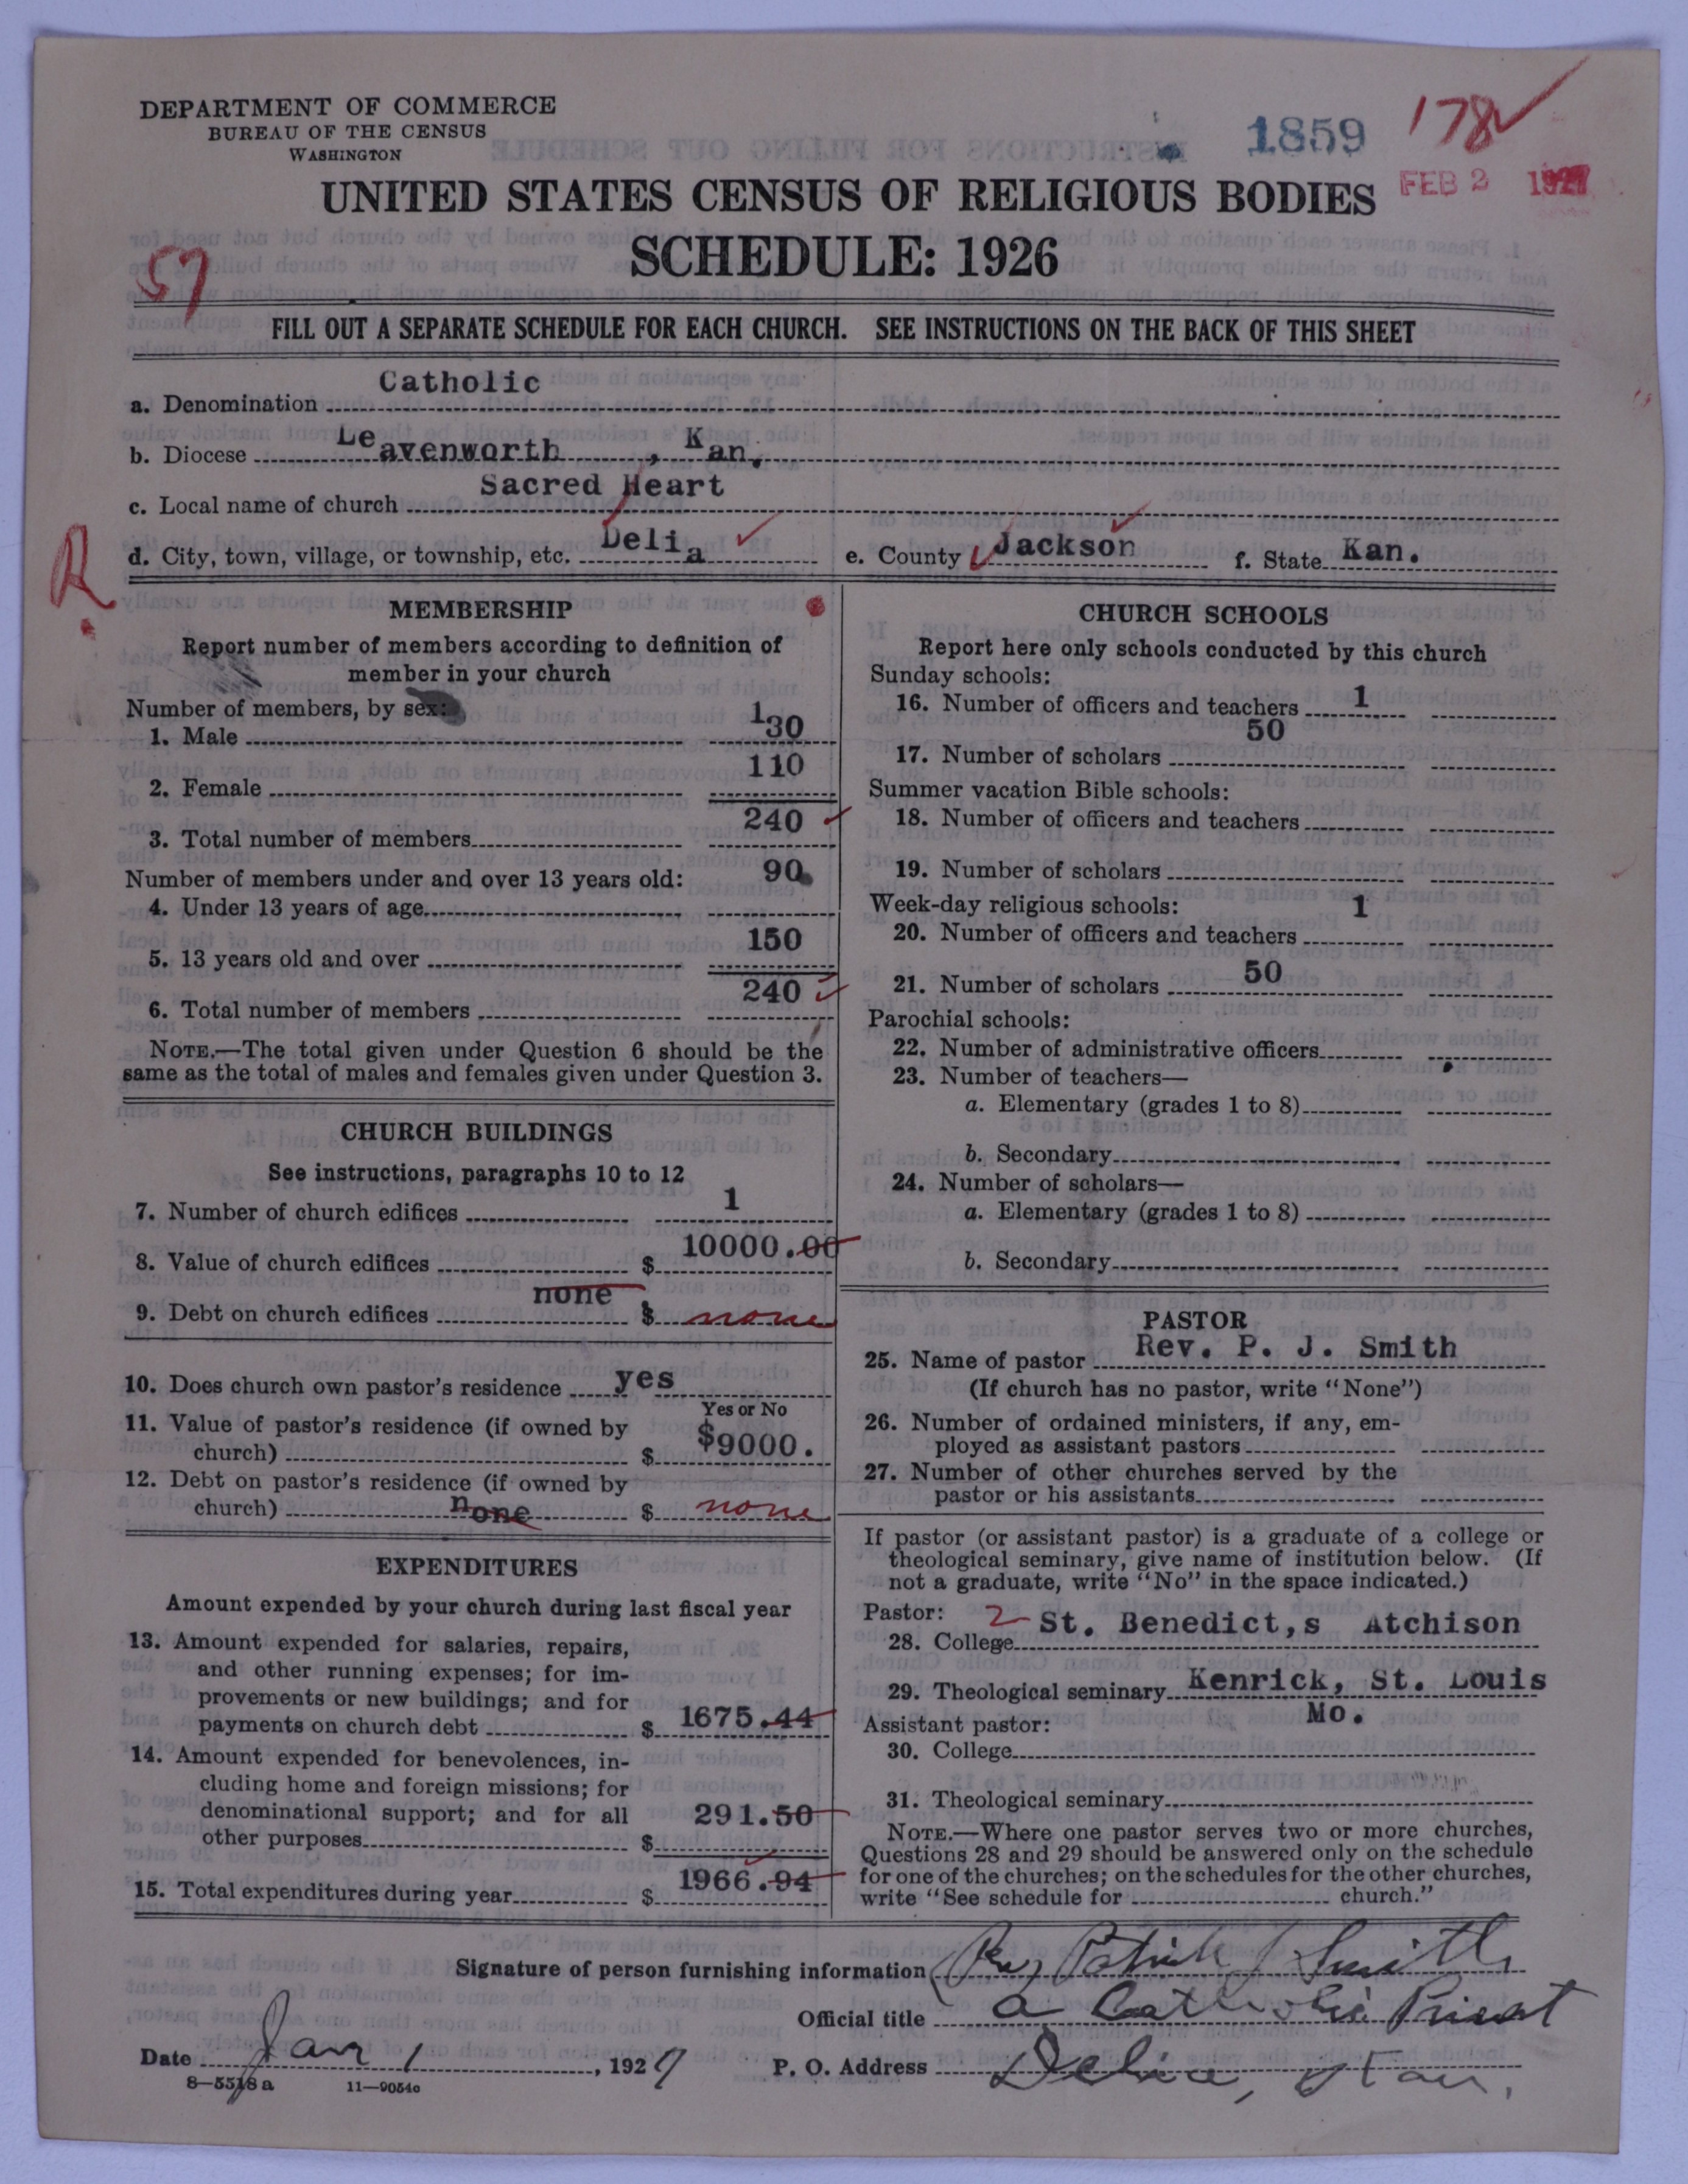 DEPARTMENT OF COMMERCE
BUREAU OF THE CENSUS
WASHINGTON
1859
178
FEB 2 1927
UNITED STATES CENSUS OF RELIGIOUS BODIES
SCHEDULE: 1926
57
FILL OUT A SEPARATE SCHEDULE FOR EACH CHURCH. SEE INSTRUCTIONS ON THE BACK OF THIS SHEET
a. Denomination Catholic
b. Diocese Leavenworth, Kan.
c. Local name of church Sacred Heart
d. City, town, village, or township, etc. Delia e. County Jackson f. State Kan.
R.
MEMBERSHIP
Report number of members according to definition of
member in your church
Number of members, by sex:
1. Male 130
2. Female 110
3. Total number of members 240
Number of members under and over 13 years old:
4. Under 13 years of age 90
5. 13 years old and over 150
6. Total number of members 240
NOTE.—The total given under Question 6 should be the
same as the total of males and females given under Question 3.
CHURCH BUILDINGS
See instructions, paragraphs 10 to 12
7. Number of church edifices 1
8. Value of church edifices $ 10000.00
9. Debt on church edifices none $ none
10. Does church own pastor's residence yes
Yes or No
11. Value of pastor's residence (if owned by
church) $ $9000.
12. Debt on pastor's residence (if owned by
church) none $ none
EXPENDITURES
Amount expended by your church during last fiscal year
13. Amount expended for salaries, repairs,
and other running expenses; for im-
provements or new buildings; and for
payments on church debt $ 1675.44
14. Amount expended for benevolences, in-
cluding home and foreign missions; for
denominational support; and for all
other purposes $ 291.50
15. Total expenditures during year $ 1966.94
CHURCH SCHOOLS
Report here only schools conducted by this church
Sunday schools:
16. Number of officers and teachers 1
17. Number of scholars 50
Summer vacation Bible schools:
18. Number of officers and teachers
19. Number of scholars
Week-day religious schools:
20. Number of officers and teachers 1
21. Number of scholars 50
Parochial schools:
22. Number of administrative officers
23. Number of teachers—
a. Elementary (grades 1 to 8)
b. Secondary
24. Number of scholars—
a. Elementary (grades 1 to 8)
b. Secondary
PASTOR
25. Name of pastor Rev. P. J. Smith
(If church has no pastor, write "None")
26. Number of ordained ministers, if any, em-
ployed as assistant pastors
27. Number of other churches served by the
pastor or his assistants
If pastor (or assistant pastor) is a graduate of a college or
theological seminary, give name of institution below. (If
not a graduate, write "No" in the space indicated.)
Pastor: 2
28. College St. Benedict,s Atchison
29. Theological seminary Kenrick, St. Louis
Mo.
Assistant pastor:
30. College
31. Theological seminary
NOTE.—Where one pastor serves two or more churches,
Questions 28 and 29 should be answered only on the schedule
for one of the churches; on the schedules for the other churches,
write "See schedule for church."
Signature of person furnishing information Rev Patrick J Smith
Official title a Catholic Priest
Date Jan 1, 1927 P. O. Address Delia, Kan.
8—5518a 11—9054c